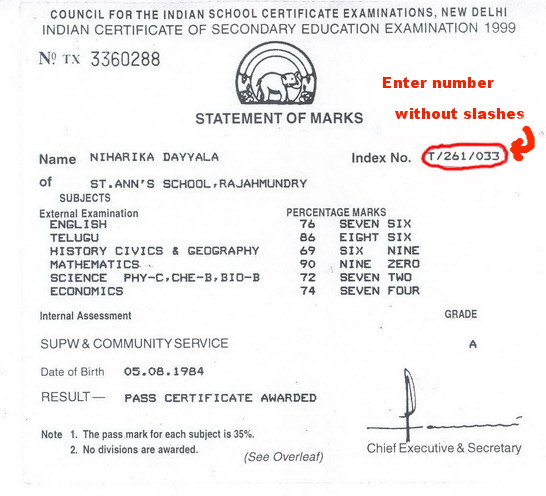 COUNCIL FOR THE INDIAN SCHOOL CERTIFICATE EXAMINATIONS, NEW DELHI
INDIAN CERTIFICATE OF SECONDARY EDUCATION EXAMINATION 1999
No TX 3360288
Enter number
without slashes
STATEMENT OF MARKS
Name NIHARIKA DAYYALA Index No. T/261/033
of ST.ANN'S SCHOOL,RAJAHMUNDRY
SUBJECTS
External Examination PERCENTAGE MARKS
ENGLISH 76 SEVEN SIX
TELUGU 86 EIGHT SIX
HISTORY CIVICS & GEOGRAPHY 69 SIX NINE
MATHEMATICS 90 NINE ZERO
SCIENCE PHY-C,CHE-B,BIO-B 72 SEVEN TWO
ECONOMICS 74 SEVEN FOUR
Internal Assessment GRADE
SUPW & COMMUNITY SERVICE A
Date of Birth 05.08.1984
RESULT— PASS CERTIFICATE AWARDED
Note 1. The pass mark for each subject is 35%.
2. No divisions are awarded.
(See Overleaf)
Chief Executive & Secretary